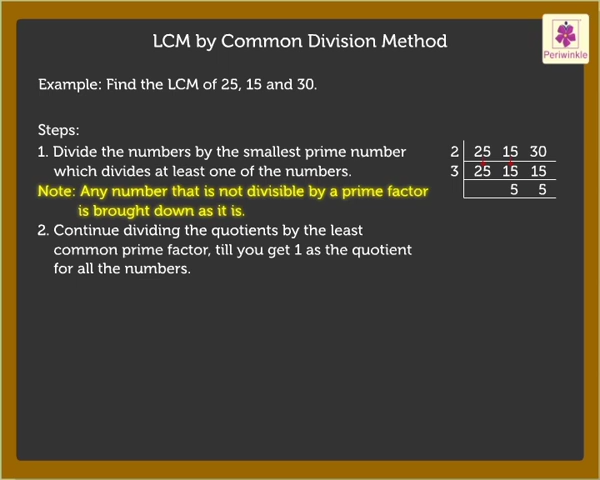 LCM by Common Division Method
Periwinkle
Example: Find the LCM of 25, 15 and 30.
Steps:
1. Divide the numbers by the smallest prime number
which divides at least one of the numbers.
Note: Any number that is not divisible by a prime factor
is brought down as it is.
2. Continue dividing the quotients by the least
common prime factor, till you get 1 as the quotient
for all the numbers.
2 25 15 30
3 25 15 15
5 5